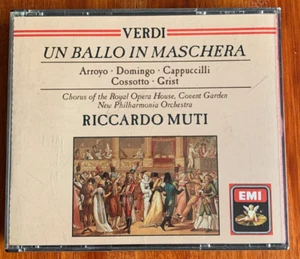 VERDI
UN BALLO IN MASCHERA
Arroyo · Domingo · Cappuccilli
Cossotto · Grist
Chorus of the Royal Opera House, Covent Garden
New Philharmonia Orchestra
RICCARDO MUTI
EMI